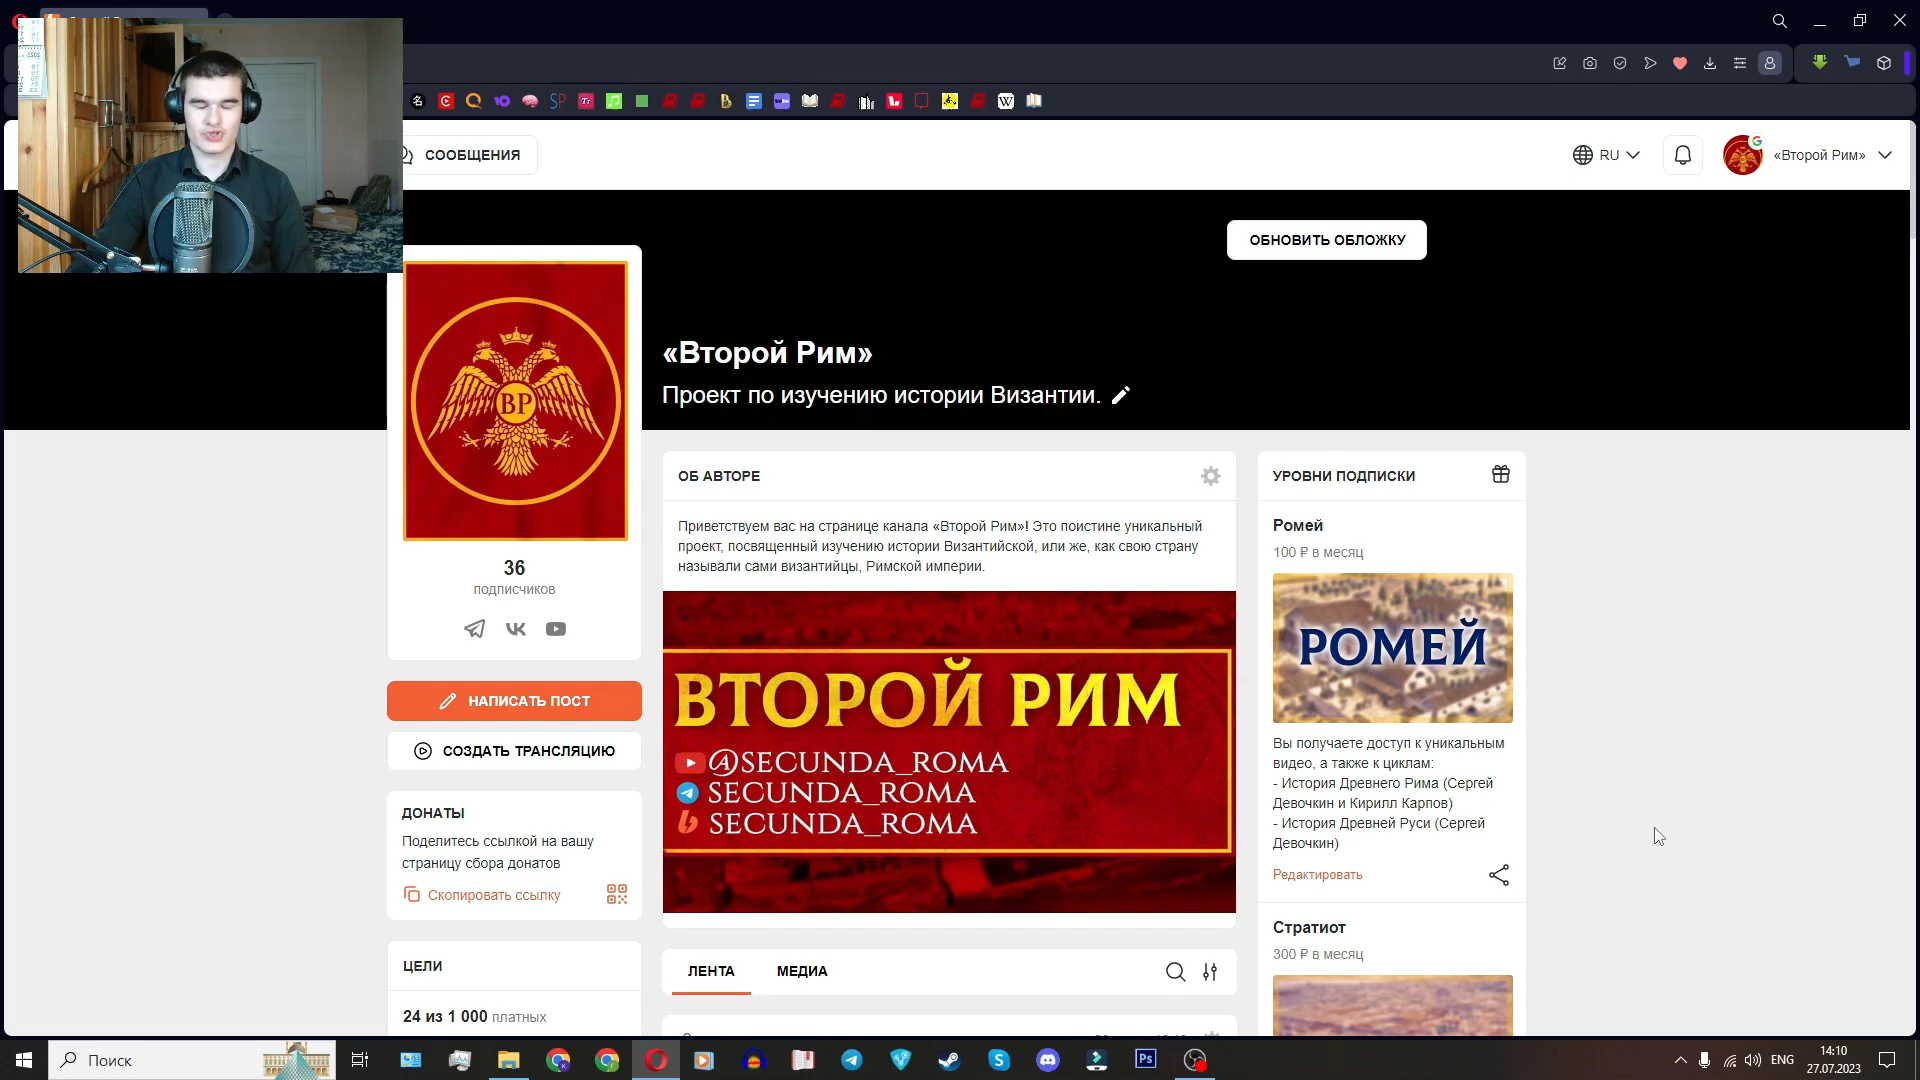 СООБЩЕНИЯ
RU
«Второй Рим»
ОБНОВИТЬ ОБЛОЖКУ
«Второй Рим»
Проект по изучению истории Византии.
ВР
36
подписчиков
НАПИСАТЬ ПОСТ
СОЗДАТЬ ТРАНСЛЯЦИЮ
ДОНАТЫ
Поделитесь ссылкой на вашу
страницу сбора донатов
Скопировать ссылку
ЦЕЛИ
24 из 1 000 платных
ОБ АВТОРЕ
Приветствуем вас на странице канала «Второй Рим»! Это поистине уникальный
проект, посвященный изучению истории Византийской, или же, как свою страну
называли сами византийцы, Римской империи.
ВТОРОЙ РИМ
@SECUNDA_ROMA
SECUNDA_ROMA
SECUNDA_ROMA
ЛЕНТА
МЕДИА
УРОВНИ ПОДПИСКИ
Ромей
100 ₽ в месяц
РОМЕЙ
Вы получаете доступ к уникальным
видео, а также к циклам:
- История Древнего Рима (Сергей
Девочкин и Кирилл Карпов)
- История Древней Руси (Сергей
Девочкин)
Редактировать
Стратиот
300 ₽ в месяц
Поиск
Ps
ENG
14:10
27.07.2023